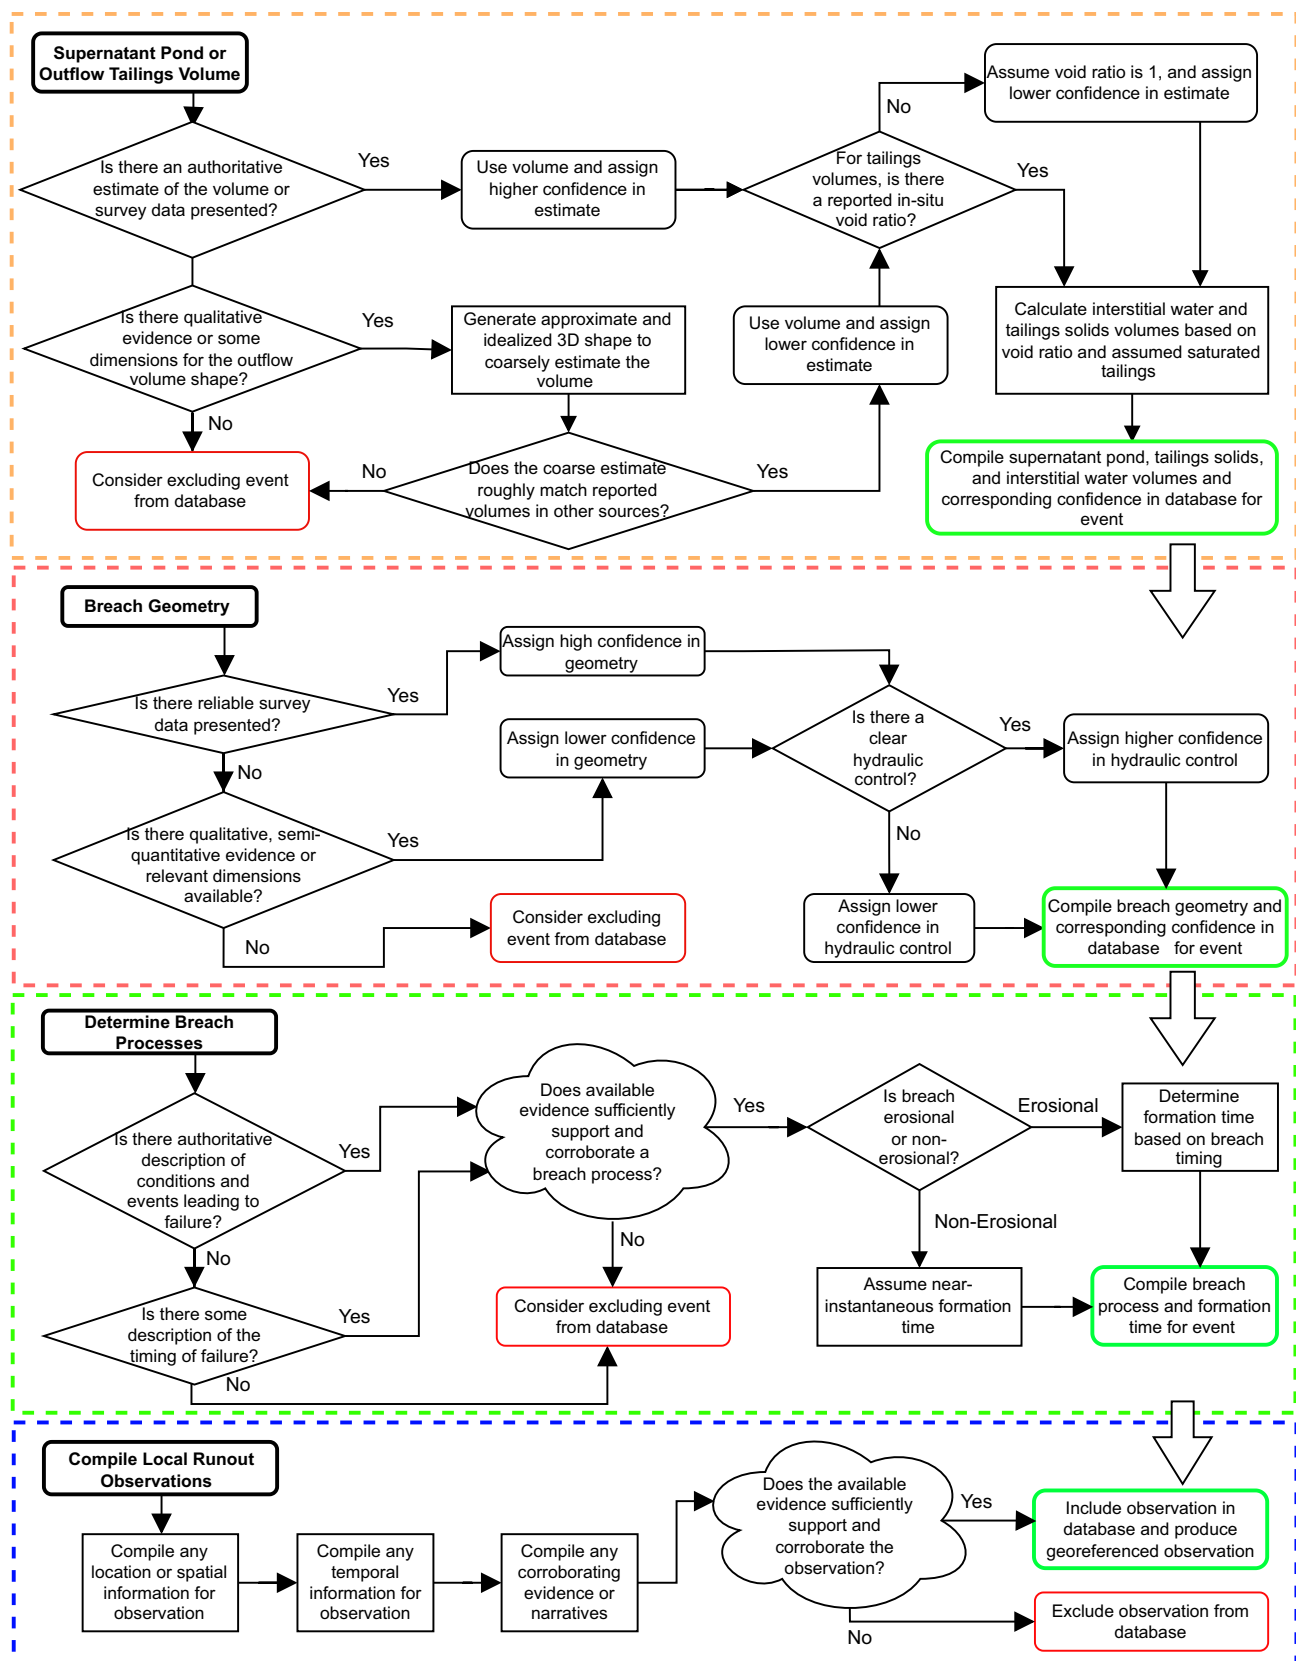 Supernatant Pond or
Outflow Tailings Volume
Is there an authoritative
estimate of the volume or
survey data presented?
Yes
Use volume and assign
higher confidence in
estimate
For tailings
volumes, is there
a reported in-situ
void ratio?
No
Assume void ratio is 1, and assign
lower confidence in estimate
Yes
Is there qualitative
evidence or some
dimensions for the outflow
volume shape?
Yes
Generate approximate and
idealized 3D shape to
coarsely estimate the
volume
Use volume and assign
lower confidence in
estimate
Calculate interstitial water and
tailings solids volumes based on
void ratio and assumed saturated
tailings
No
Consider excluding event
from database
No
Does the coarse estimate
roughly match reported
volumes in other sources?
Yes
Compile supernatant pond, tailings solids,
and interstitial water volumes and
corresponding confidence in database for
event
Breach Geometry
Is there reliable survey
data presented?
Yes
Assign high confidence in
geometry
No
Assign lower confidence
in geometry
Is there a
clear
hydraulic
control?
Yes
Assign higher confidence
in hydraulic control
Is there qualitative, semi-
quantitative evidence or
relevant dimensions
available?
Yes
No
No
Consider excluding
event from database
Assign lower
confidence in
hydraulic control
Compile breach geometry and
corresponding confidence in
database for event
Determine Breach
Processes
Is there authoritative
description of
conditions and
events leading to
failure?
Yes
Does available
evidence sufficiently
support and
corroborate a
breach process?
Yes
Is breach
erosional
or non-
erosional?
Erosional
Determine
formation time
based on breach
timing
No
No
Non-Erosional
Is there some
description of the
timing of failure?
Yes
Consider excluding event
from database
Assume near-
instantaneous formation
time
Compile breach
process and formation
time for event
No
Compile Local Runout
Observations
Compile any
location or spatial
information for
observation
Compile any
temporal
information for
observation
Compile any
corroborating
evidence or
narratives
Does the available
evidence sufficiently
support and
corroborate the
observation?
Yes
Include observation in
database and produce
georeferenced observation
No
Exclude observation from
database